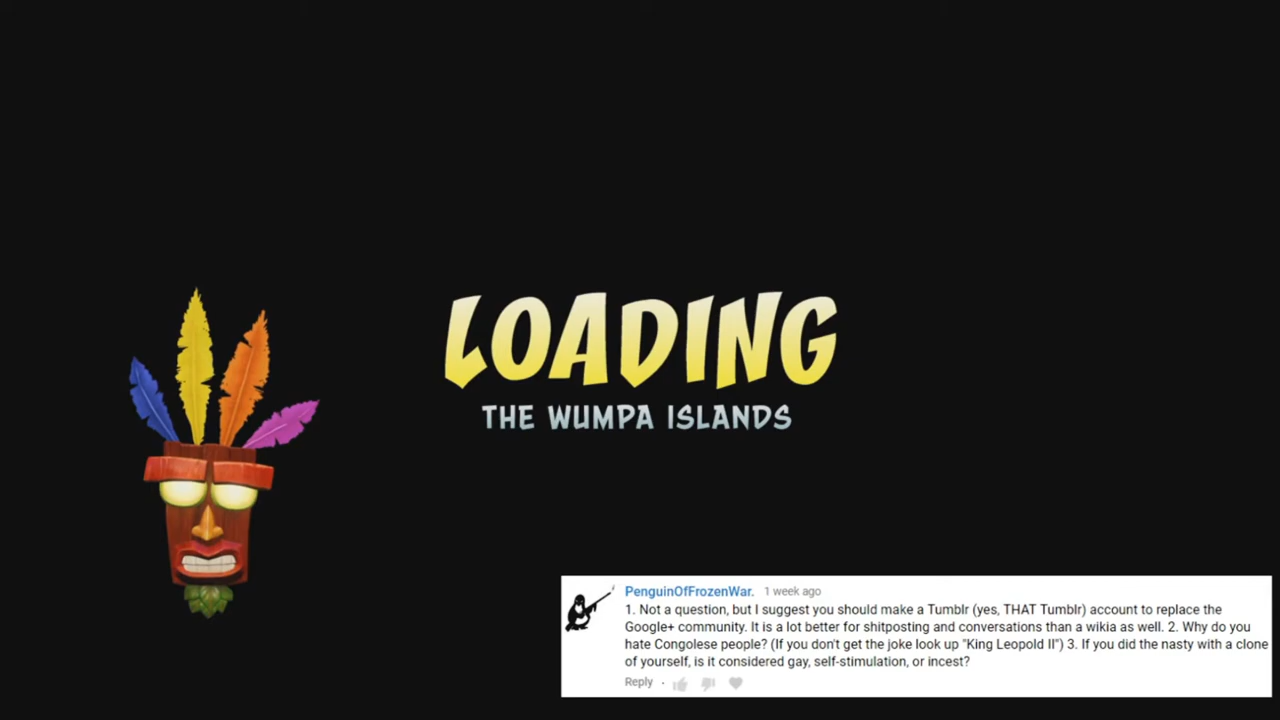 LOADING
THE WUMPA ISLANDS
PenguinOfFrozenWar. 1 week ago
1. Not a question, but I suggest you should make a Tumblr (yes, THAT Tumblr) account to replace the
Google+ community. It is a lot better for shitposting and conversations than a wikia as well. 2. Why do you
hate Congolese people? (If you don't get the joke look up "King Leopold II") 3. If you did the nasty with a clone
of yourself, is it considered gay, self-stimulation, or incest?
Reply ·